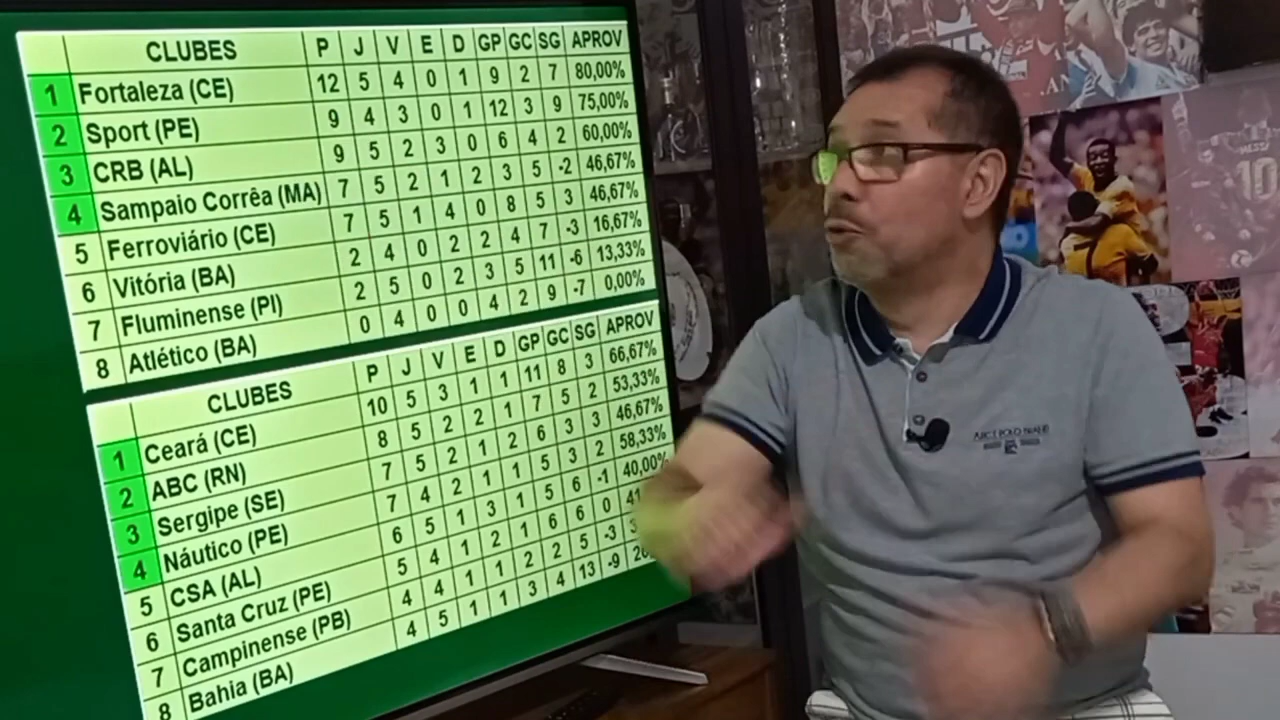 CLUBES P J V E D GP GC SG APROV
1 Fortaleza (CE) 12 5 4 0 1 9 2 7 80,00%
2 Sport (PE) 9 4 3 0 1 12 3 9 75,00%
3 CRB (AL) 9 5 2 3 0 6 4 2 60,00%
4 Sampaio Corrêa (MA) 7 5 2 1 2 3 5 -2 46,67%
5 Ferroviário (CE) 7 5 1 4 0 8 5 3 46,67%
6 Vitória (BA) 2 4 0 2 2 4 7 -3 16,67%
7 Fluminense (PI) 2 5 0 2 3 5 11 -6 13,33%
8 Atlético (BA) 0 4 0 0 4 2 9 -7 0,00%
CLUBES P J V E D GP GC SG APROV
1 Ceará (CE) 10 5 3 1 1 11 8 3 66,67%
2 ABC (RN) 8 5 2 2 1 7 5 2 53,33%
3 Sergipe (SE) 7 5 2 1 2 6 3 3 46,67%
4 Náutico (PE) 7 4 2 1 1 5 3 2 58,33%
5 CSA (AL) 6 5 1 3 1 5 6 -1 40,00%
6 Santa Cruz (PE) 5 4 1 2 1 6 6 0 41
7 Campinense (PB) 4 4 1 1 2 2 5 -3
8 Bahia (BA) 4 5 1 1 3 4 13 -9
MESSI
10